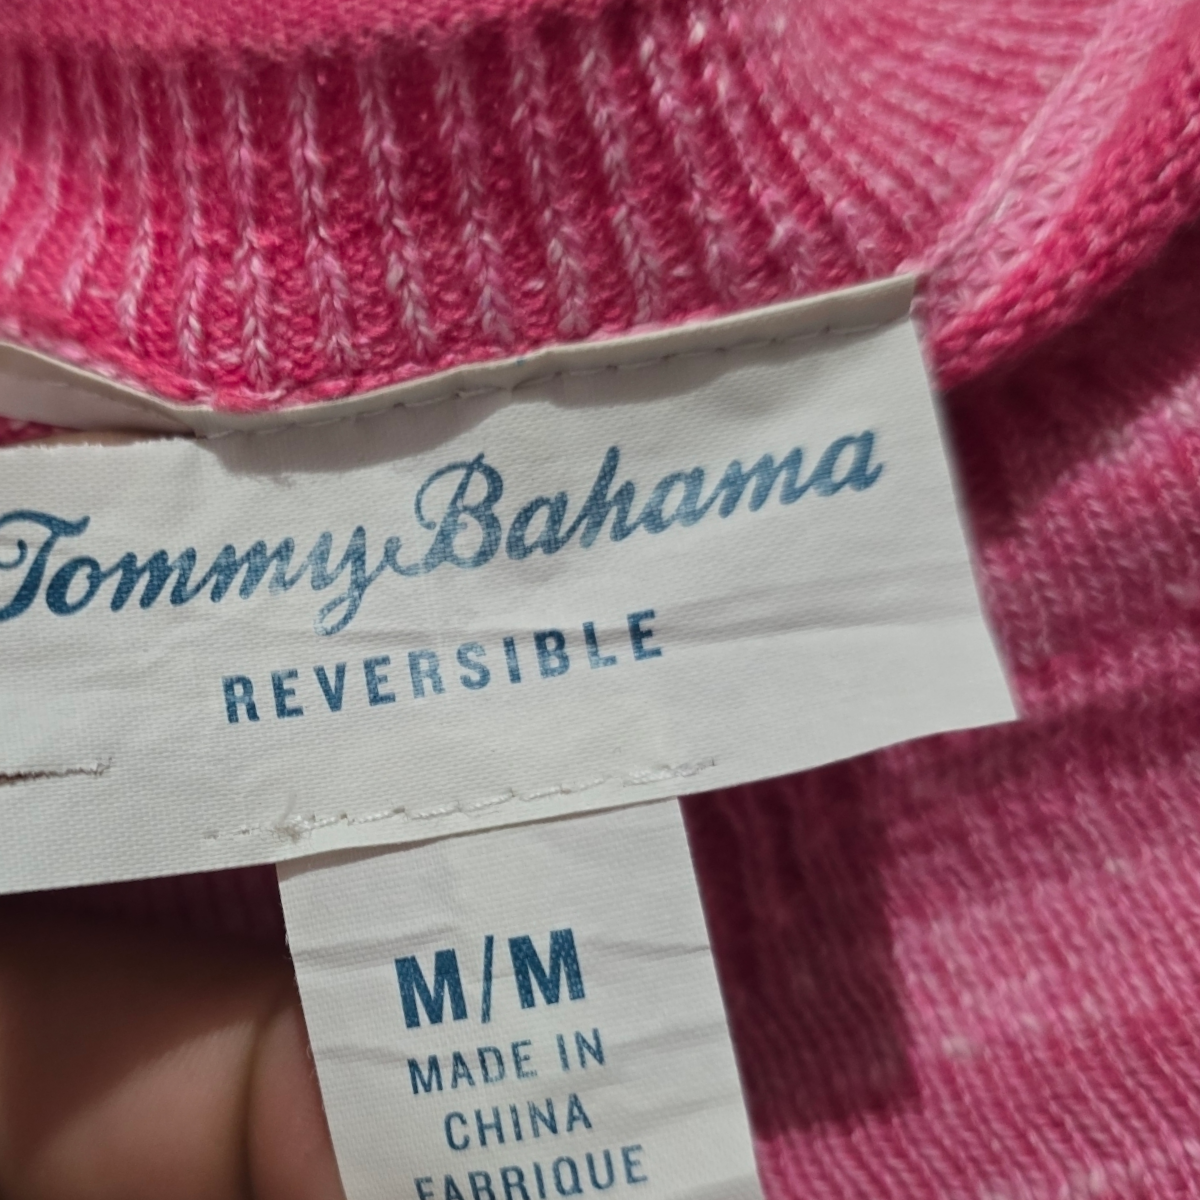 Tommy Bahama
REVERSIBLE
M/M
MADE IN
CHINA
FABRIQUE